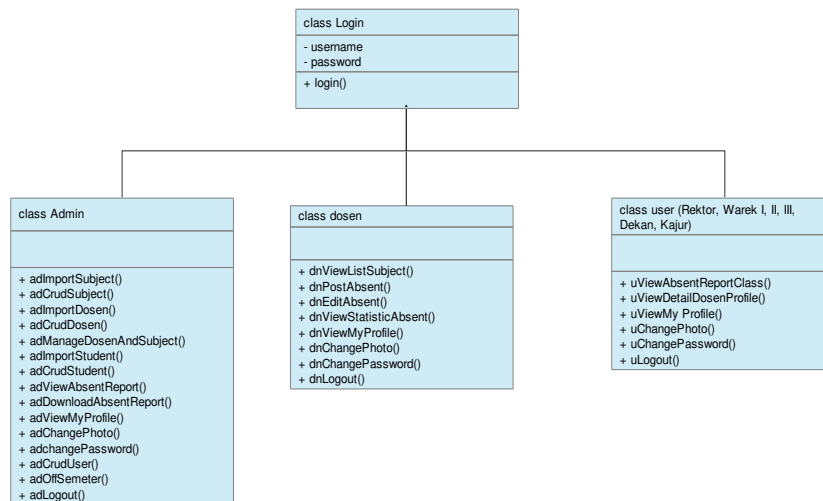 class Login
- username
- password
+ login()
class Admin
+ adImportSubject()
+ adCrudSubject()
+ adImportDosen()
+ adCrudDosen()
+ adManageDosenAndSubject()
+ adImportStudent()
+ adCrudStudent()
+ adViewAbsentReport()
+ adDownloadAbsentReport()
+ adViewMyProfile()
+ adChangePhoto()
+ adchangePassword()
+ adCrudUser()
+ adOffSemeter()
+ adLogout()
class dosen
+ dnViewListSubject()
+ dnPostAbsent()
+ dnEditAbsent()
+ dnViewStatisticAbsent()
+ dnViewMyProfile()
+ dnChangePhoto()
+ dnChangePassword()
+ dnLogout()
class user (Rektor, Warek I, II, III,
Dekan, Kajur)
+ uViewAbsentReportClass()
+ uViewDetailDosenProfile()
+ uViewMy Profile()
+ uChangePhoto()
+ uChangePassword()
+ uLogout()